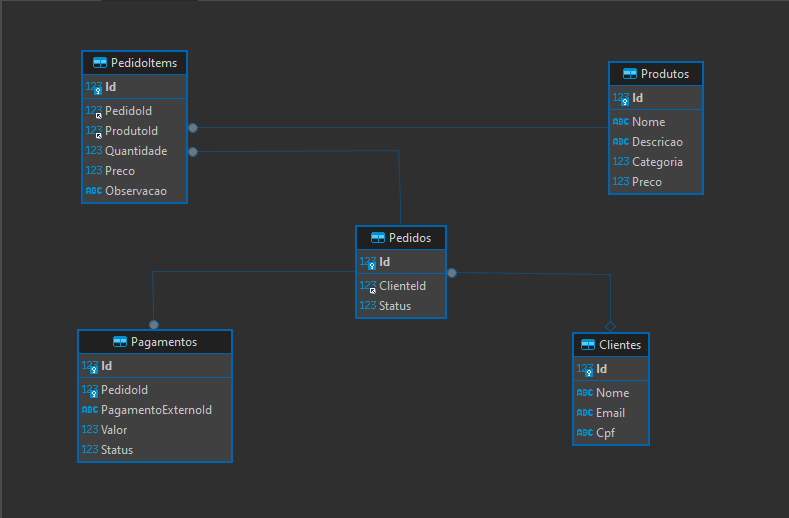 PedidoItems
123 Id
123 PedidoId
123 ProdutoId
123 Quantidade
123 Preco
ABC Observacao
Produtos
123 Id
ABC Nome
ABC Descricao
123 Categoria
123 Preco
Pedidos
123 Id
123 ClienteId
123 Status
Pagamentos
123 Id
123 PedidoId
ABC PagamentoExternoId
123 Valor
123 Status
Clientes
123 Id
ABC Nome
ABC Email
ABC Cpf